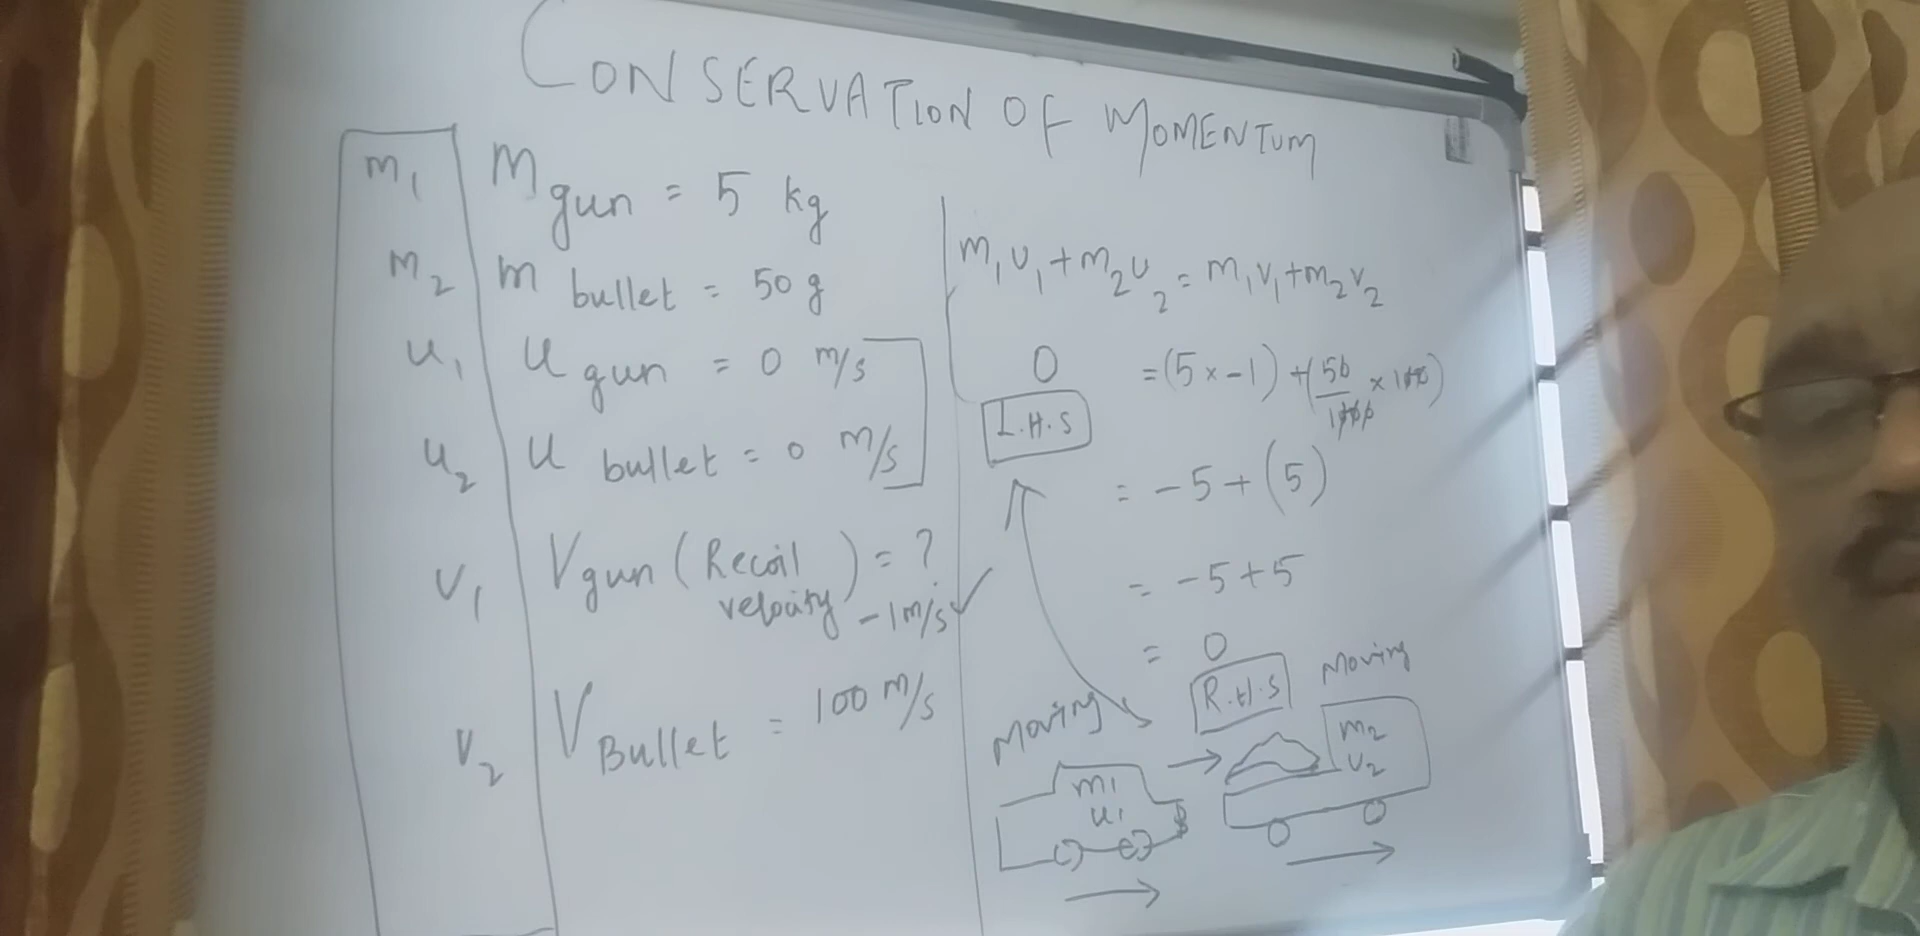 CONSERVATION OF MOMENTUM
m₁ m gun = 5 kg
m₂ m bullet = 50 g
u₁ u gun = 0 m/s
u₂ u bullet = 0 m/s
v₁ V gun (Recoil velocity) = ?
-1 m/s ✓
v₂ V Bullet = 100 m/s
m₁u₁+m₂u₂ = m₁v₁+m₂v₂
0 = (5 x -1) + (50/1000 x 100)
L.H.S
= -5 + (5)
= -5+5
= 0
R.H.S
Moving
Moving
m1
u1
m2
u2